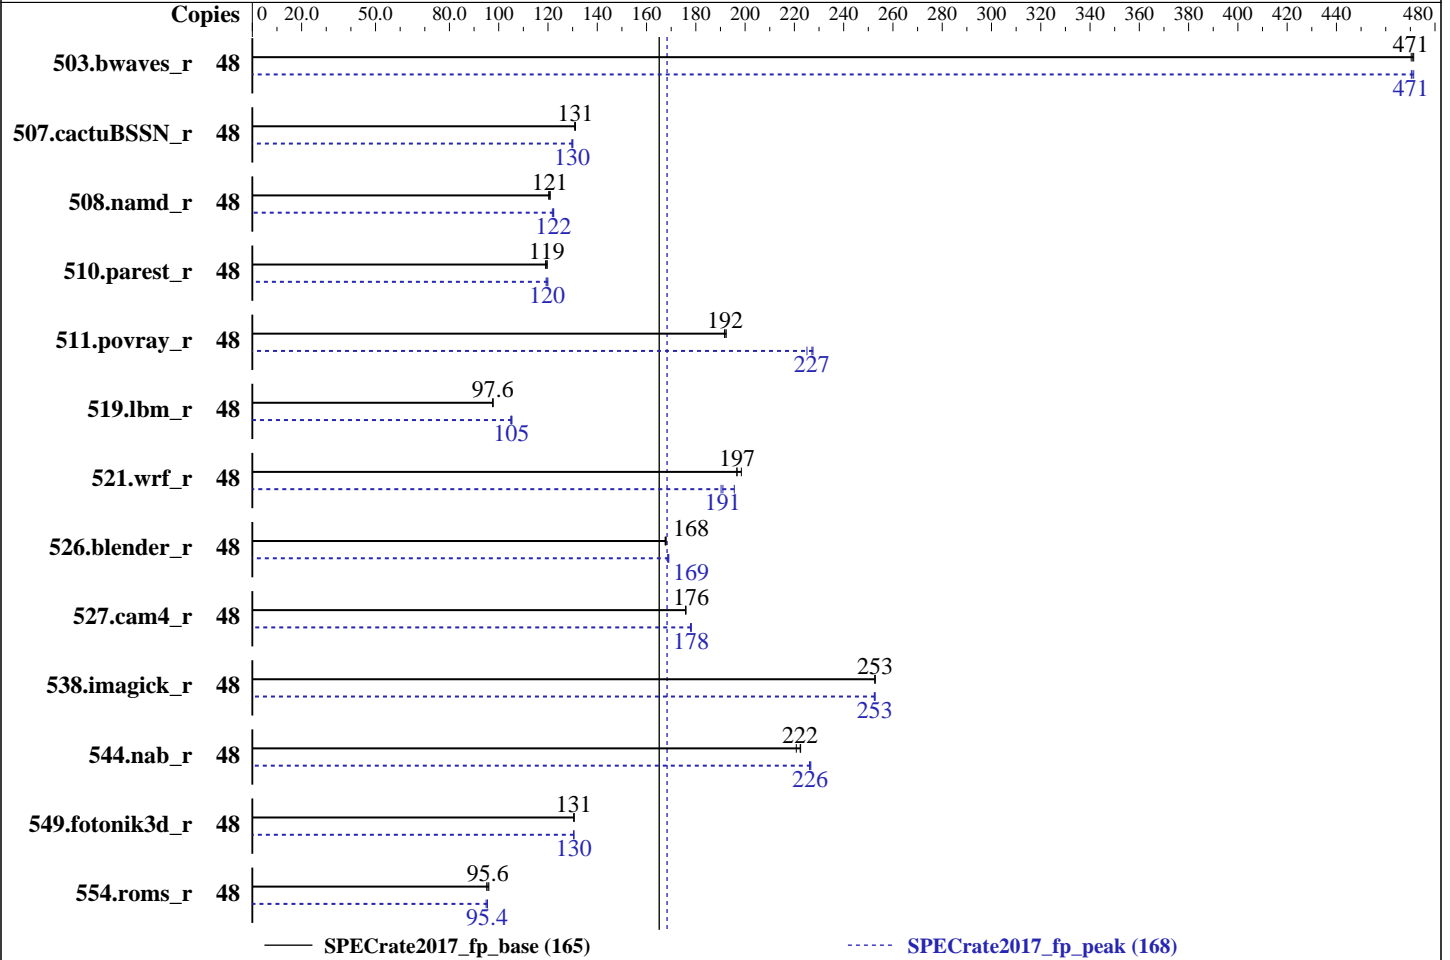 Copies 0 20.0 50.0 80.0 100 120 140 160 180 200 220 240 260 280 300 320 340 360 380 400 420 440 480
503.bwaves_r 48 471
471
507.cactuBSSN_r 48 131
130
508.namd_r 48 121
122
510.parest_r 48 119
120
511.povray_r 48 192
227
519.lbm_r 48 97.6
105
521.wrf_r 48 197
191
526.blender_r 48 168
169
527.cam4_r 48 176
178
538.imagick_r 48 253
253
544.nab_r 48 222
226
549.fotonik3d_r 48 131
130
554.roms_r 48 95.6
95.4
SPECrate2017_fp_base (165) SPECrate2017_fp_peak (168)